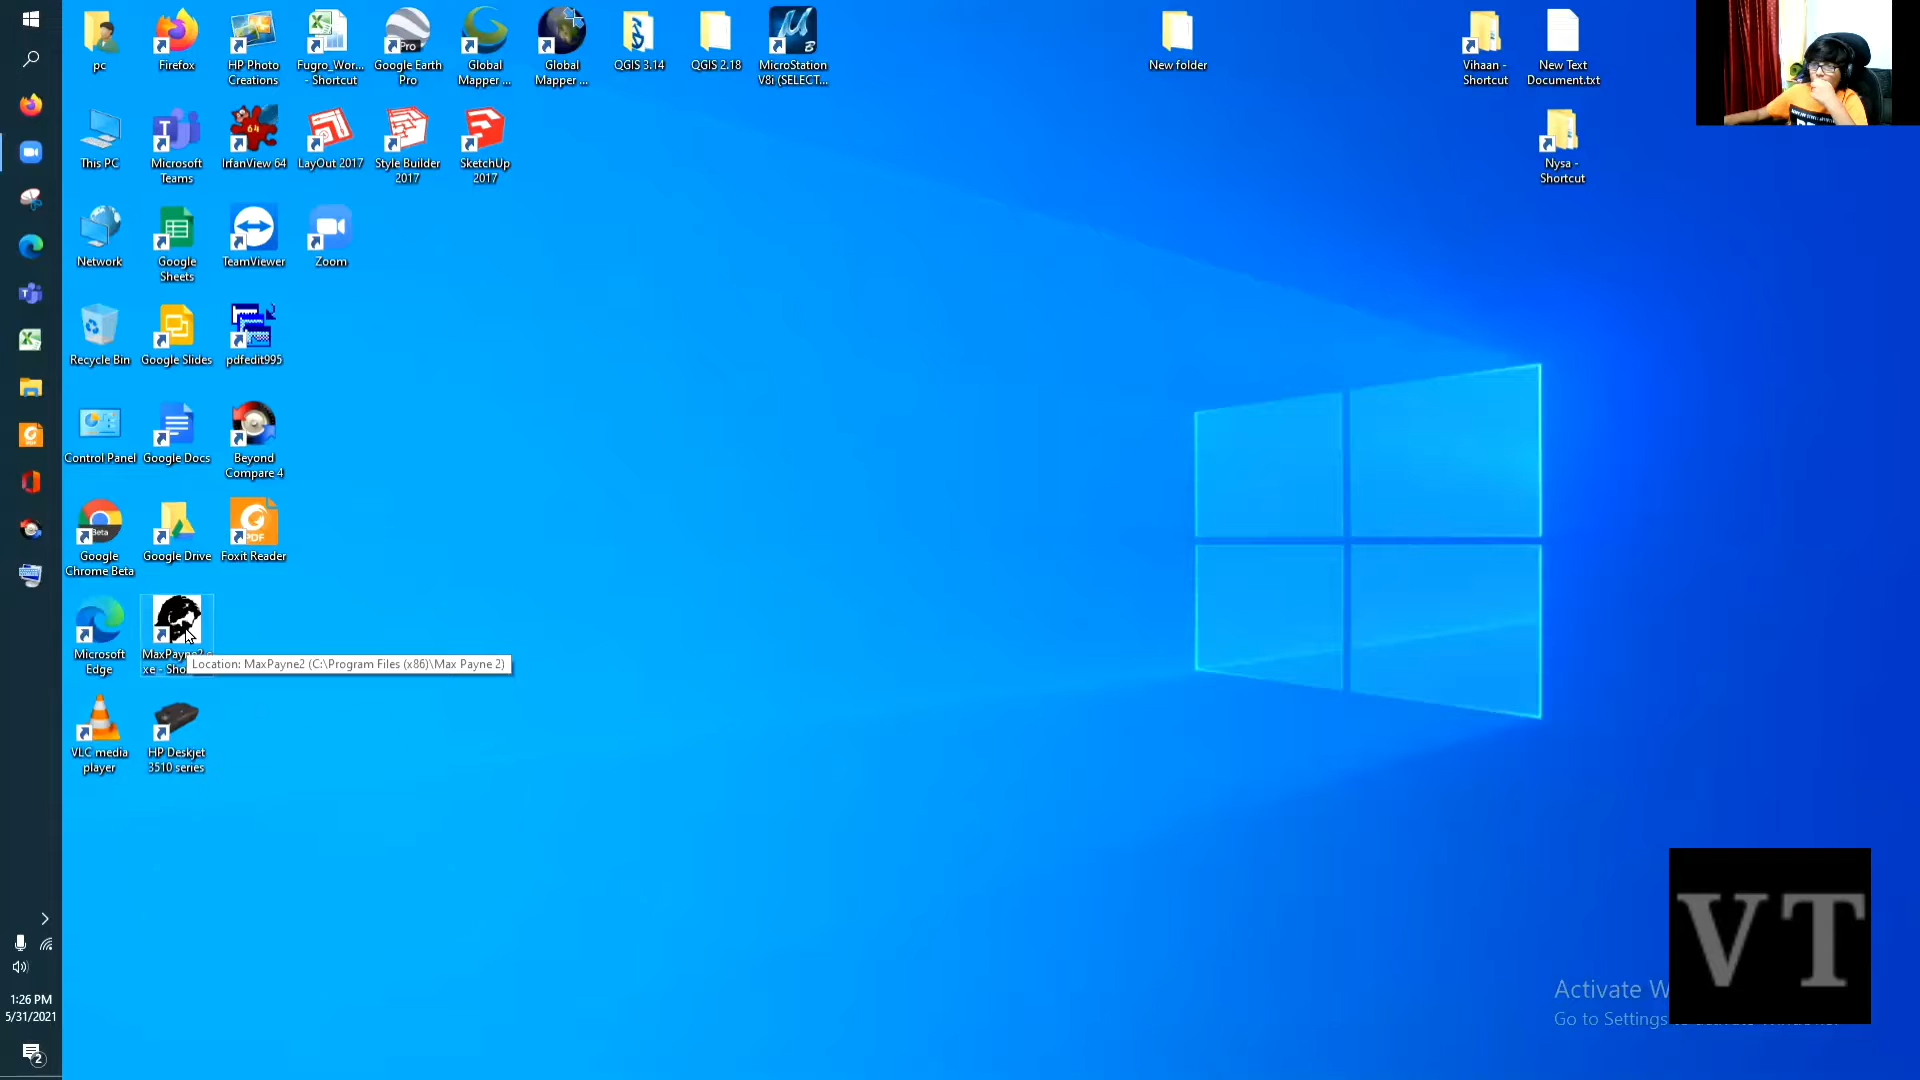 pc
Firefox
HP Photo
Creations
Fugro_Wor...
- Shortcut
Google Earth
Pro
Global
Mapper ...
Global
Mapper ...
QGIS 3.14
QGIS 2.18
MicroStation
V8i (SELECT...
New folder
Vihaan -
Shortcut
New Text
Document.txt
This PC
Microsoft
Teams
IrfanView 64
LayOut 2017
Style Builder
2017
SketchUp
2017
Nysa -
Shortcut
Network
Google
Sheets
TeamViewer
Zoom
Recycle Bin
Google Slides
pdfedit995
Control Panel
Google Docs
Beyond
Compare 4
Google
Chrome Beta
Google Drive
Foxit Reader
Microsoft
Edge
xe - Sho
Location: MaxPayne2 (C:\Program Files (x86)\Max Payne 2)
VLC media
player
HP Deskjet
3510 series
1:26 PM
5/31/2021
2
VT
Activate W
Go to Settings